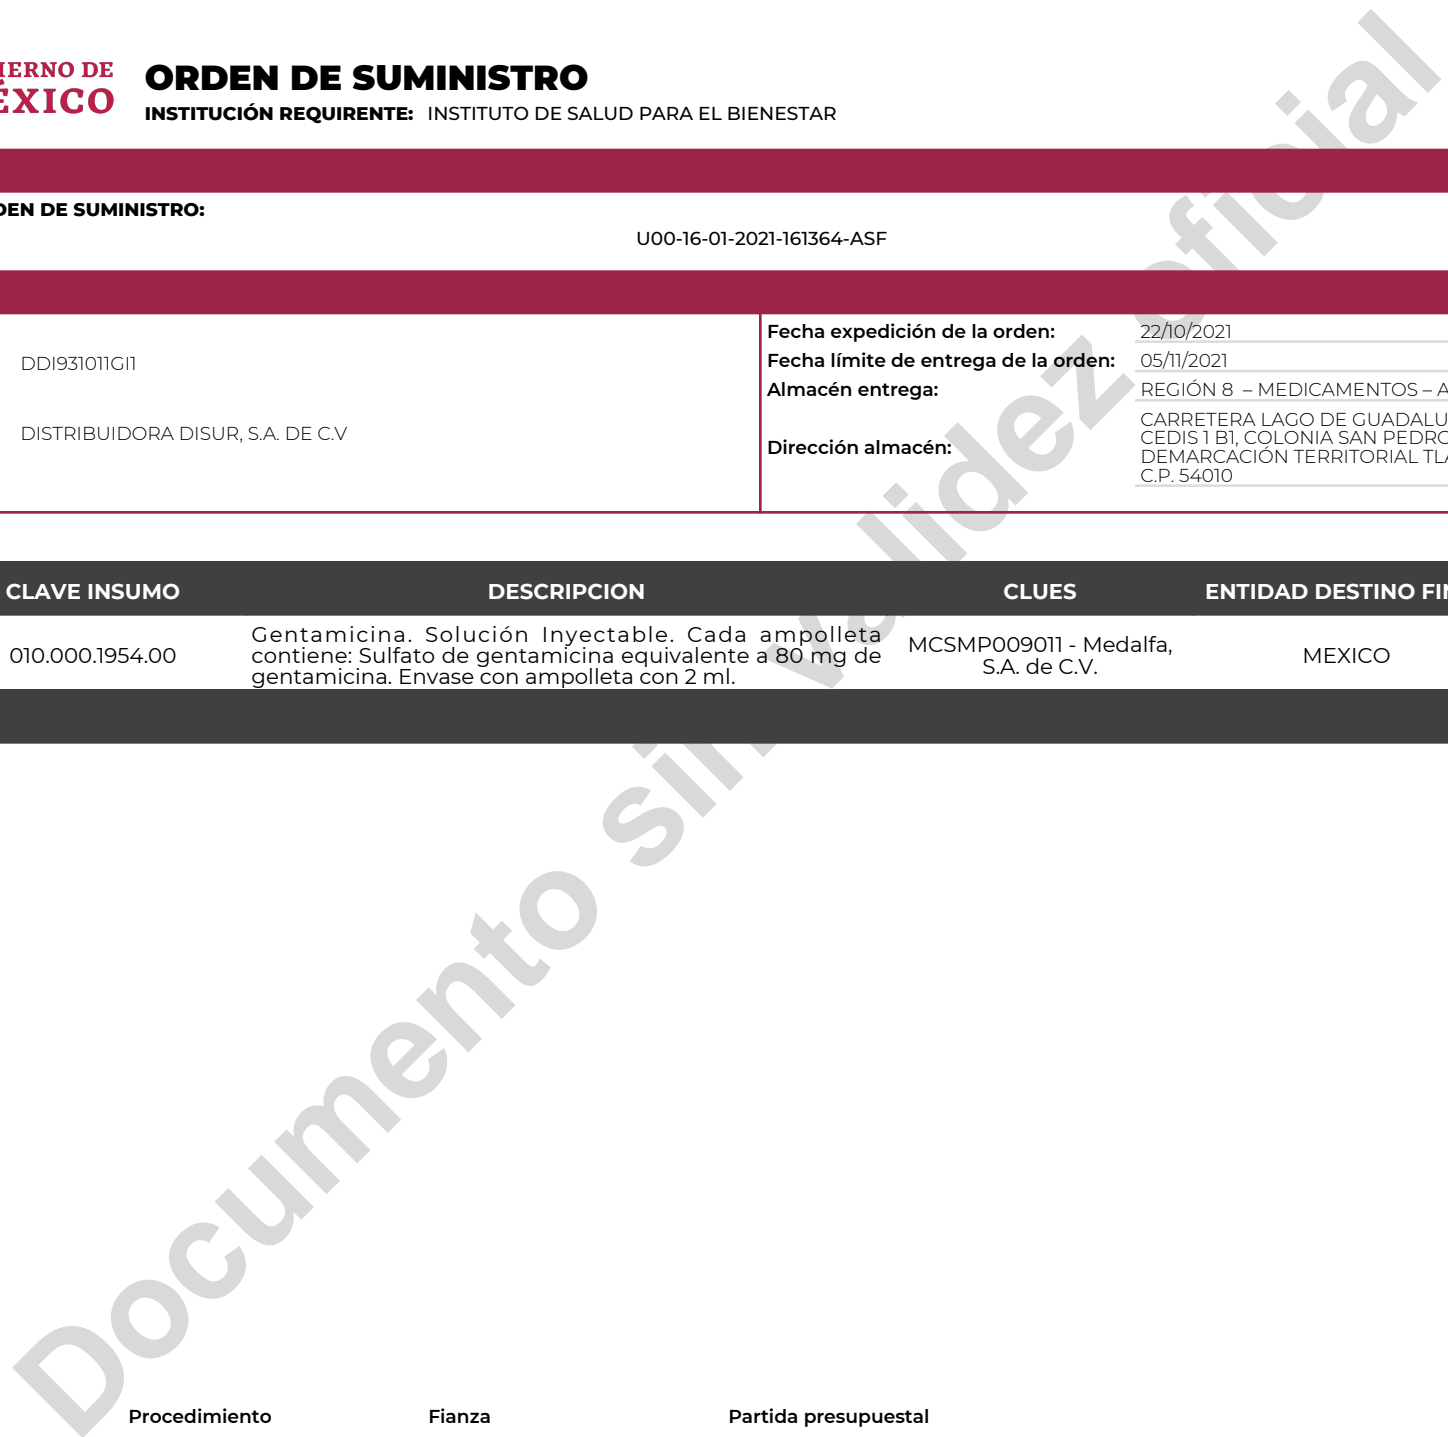 IERNO DE
ÉXICO
ORDEN DE SUMINISTRO
INSTITUCIÓN REQUIRENTE: INSTITUTO DE SALUD PARA EL BIENESTAR
DEN DE SUMINISTRO:
U00-16-01-2021-161364-ASF
DDI931011GI1
DISTRIBUIDORA DISUR, S.A. DE C.V
Fecha expedición de la orden: 22/10/2021
Fecha límite de entrega de la orden: 05/11/2021
Almacén entrega: REGIÓN 8 – MEDICAMENTOS – A
Dirección almacén:
CARRETERA LAGO DE GUADALU
CEDIS 1 B1, COLONIA SAN PEDRO
DEMARCACIÓN TERRITORIAL TLA
C.P. 54010
CLAVE INSUMO DESCRIPCION CLUES ENTIDAD DESTINO FIN
010.000.1954.00
Gentamicina. Solución Inyectable. Cada ampolleta
contiene: Sulfato de gentamicina equivalente a 80 mg de
gentamicina. Envase con ampolleta con 2 ml.
MCSMP009011 - Medalfa,
S.A. de C.V.
MEXICO
Documento sin validez oficial
Procedimiento Fianza Partida presupuestal